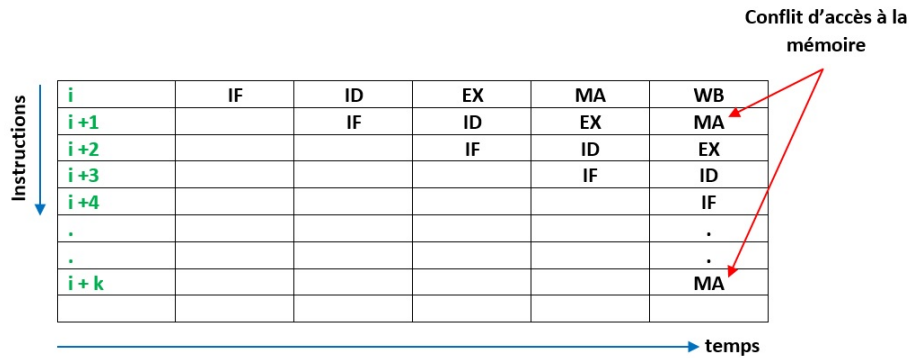 Conflit d'accès à la
mémoire
Instructions
i IF ID EX MA WB
i +1 IF ID EX MA
i +2 IF ID EX
i +3 IF ID
i +4 IF
. .
. .
i + k MA
temps